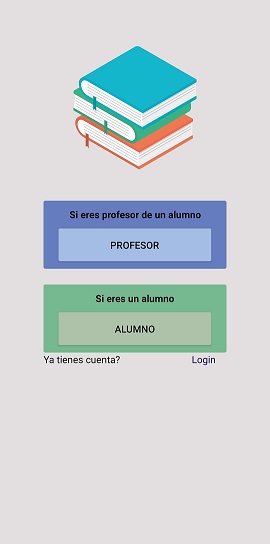 Si eres profesor de un alumno
PROFESOR
Si eres un alumno
ALUMNO
Ya tienes cuenta? Login